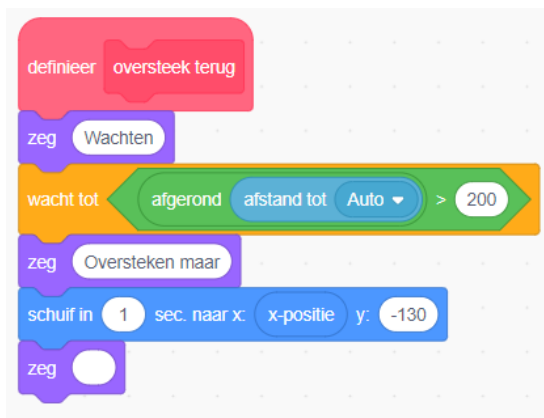 definieer oversteek terug
zeg Wachten
wacht tot afgerond afstand tot Auto > 200
zeg Oversteken maar
schuif in 1 sec. naar x: x-positie y: -130
zeg